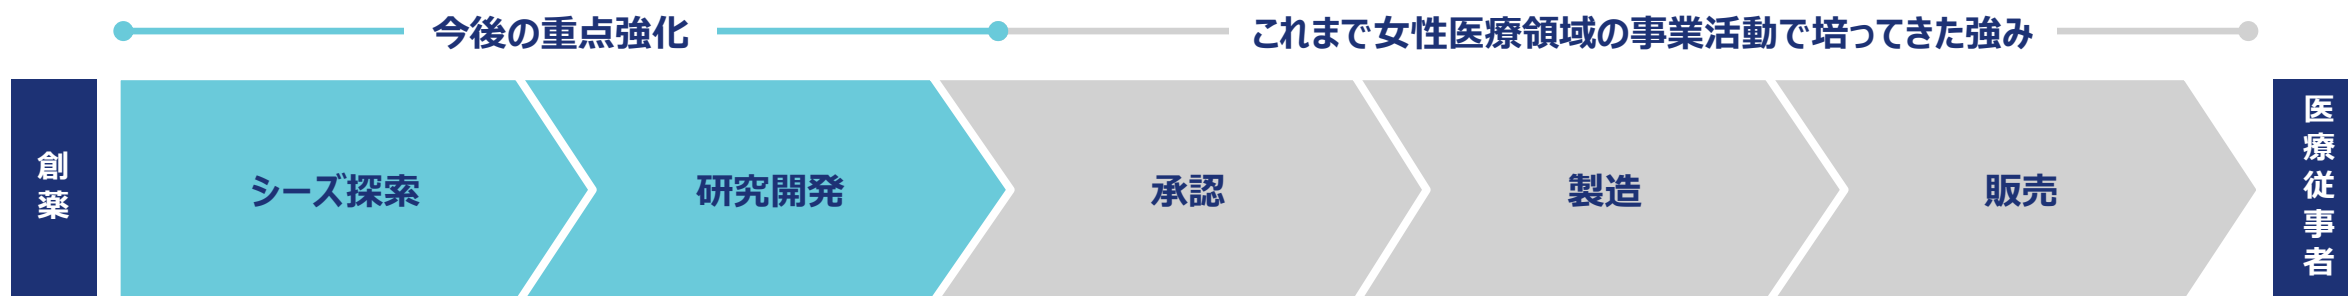 今後の重点強化
これまで女性医療領域の事業活動で培ってきた強み
創薬
シーズ探索
研究開発
承認
製造
販売
医療従事者